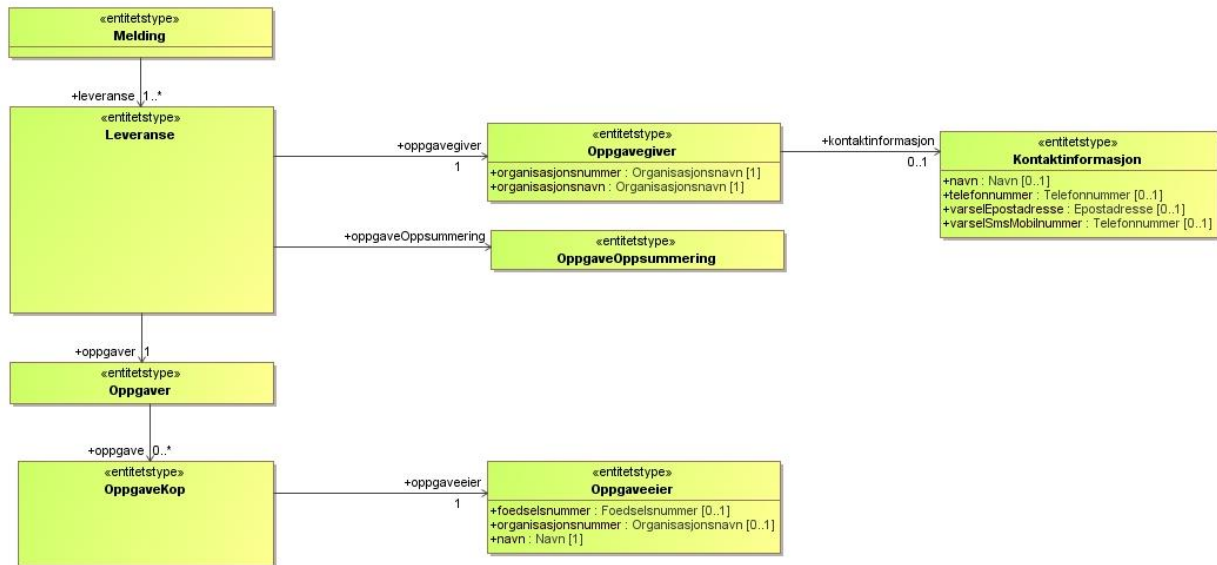 «entitetstype»
Melding
+leveranse 1..*
«entitetstype»
Leveranse
+oppgavegiver
1
«entitetstype»
Oppgavegiver
+organisasjonsnummer : Organisasjonsnavn [1]
+organisasjonsnavn : Organisasjonsnavn [1]
+kontaktinformasjon
0..1
«entitetstype»
Kontaktinformasjon
+navn : Navn [0..1]
+telefonnummer : Telefonnummer [0..1]
+varselEpostadresse : Epostadresse [0..1]
+varselSmsMobilnummer : Telefonnummer [0..1]
+oppgaveOppsummering
«entitetstype»
OppgaveOppsummering
+oppgaver 1
«entitetstype»
Oppgaver
+oppgave 0..*
«entitetstype»
OppgaveKop
+oppgaveeier
1
«entitetstype»
Oppgaveeier
+foedselsnummer : Foedselsnummer [0..1]
+organisasjonsnummer : Organisasjonsnavn [0..1]
+navn : Navn [1]